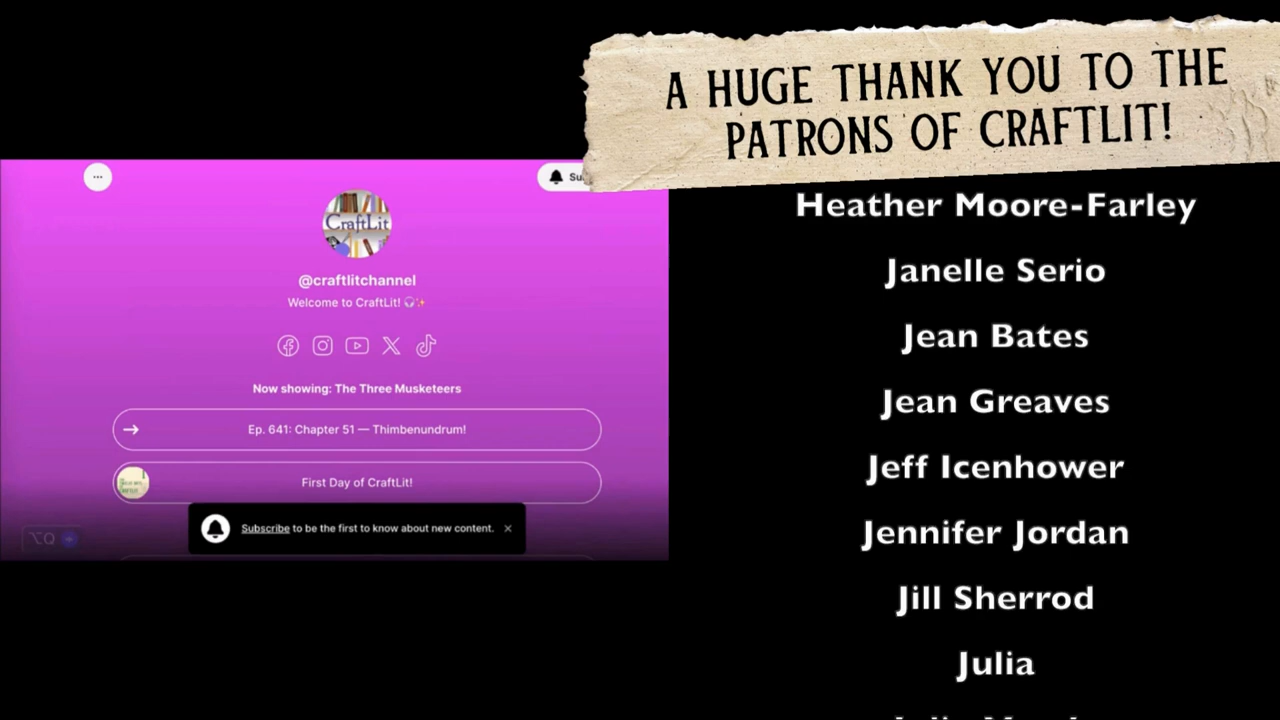 A HUGE THANK YOU TO THE
PATRONS OF CRAFTLIT!
CraftLit
@craftlitchannel
Welcome to CraftLit! 🎧✨
Now showing: The Three Musketeers
Ep. 641: Chapter 51 — Thimbenundrum!
First Day of CraftLit!
Subscribe to be the first to know about new content.
⌥Q
Heather Moore-Farley
Janelle Serio
Jean Bates
Jean Greaves
Jeff Icenhower
Jennifer Jordan
Jill Sherrod
Julia